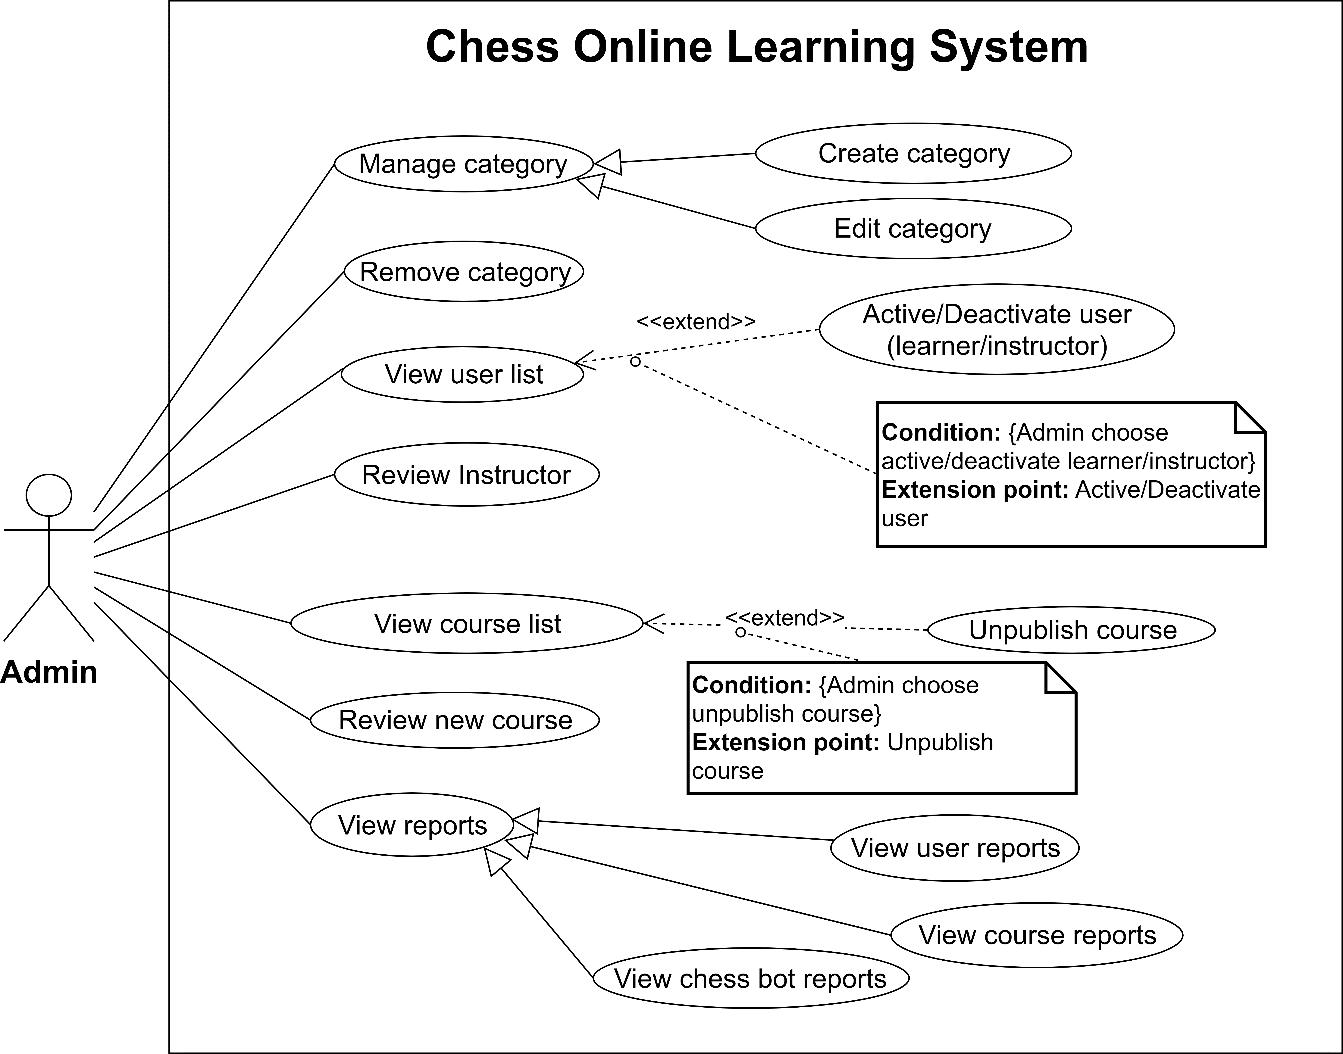 Chess Online Learning System
Manage category
Create category
Edit category
Remove category
<<extend>>
Active/Deactivate user
(learner/instructor)
View user list
Condition: {Admin choose
active/deactivate learner/instructor}
Extension point: Active/Deactivate
user
Review Instructor
Admin
View course list
<<extend>>
Unpublish course
Condition: {Admin choose
unpublish course}
Extension point: Unpublish
course
Review new course
View reports
View user reports
View course reports
View chess bot reports